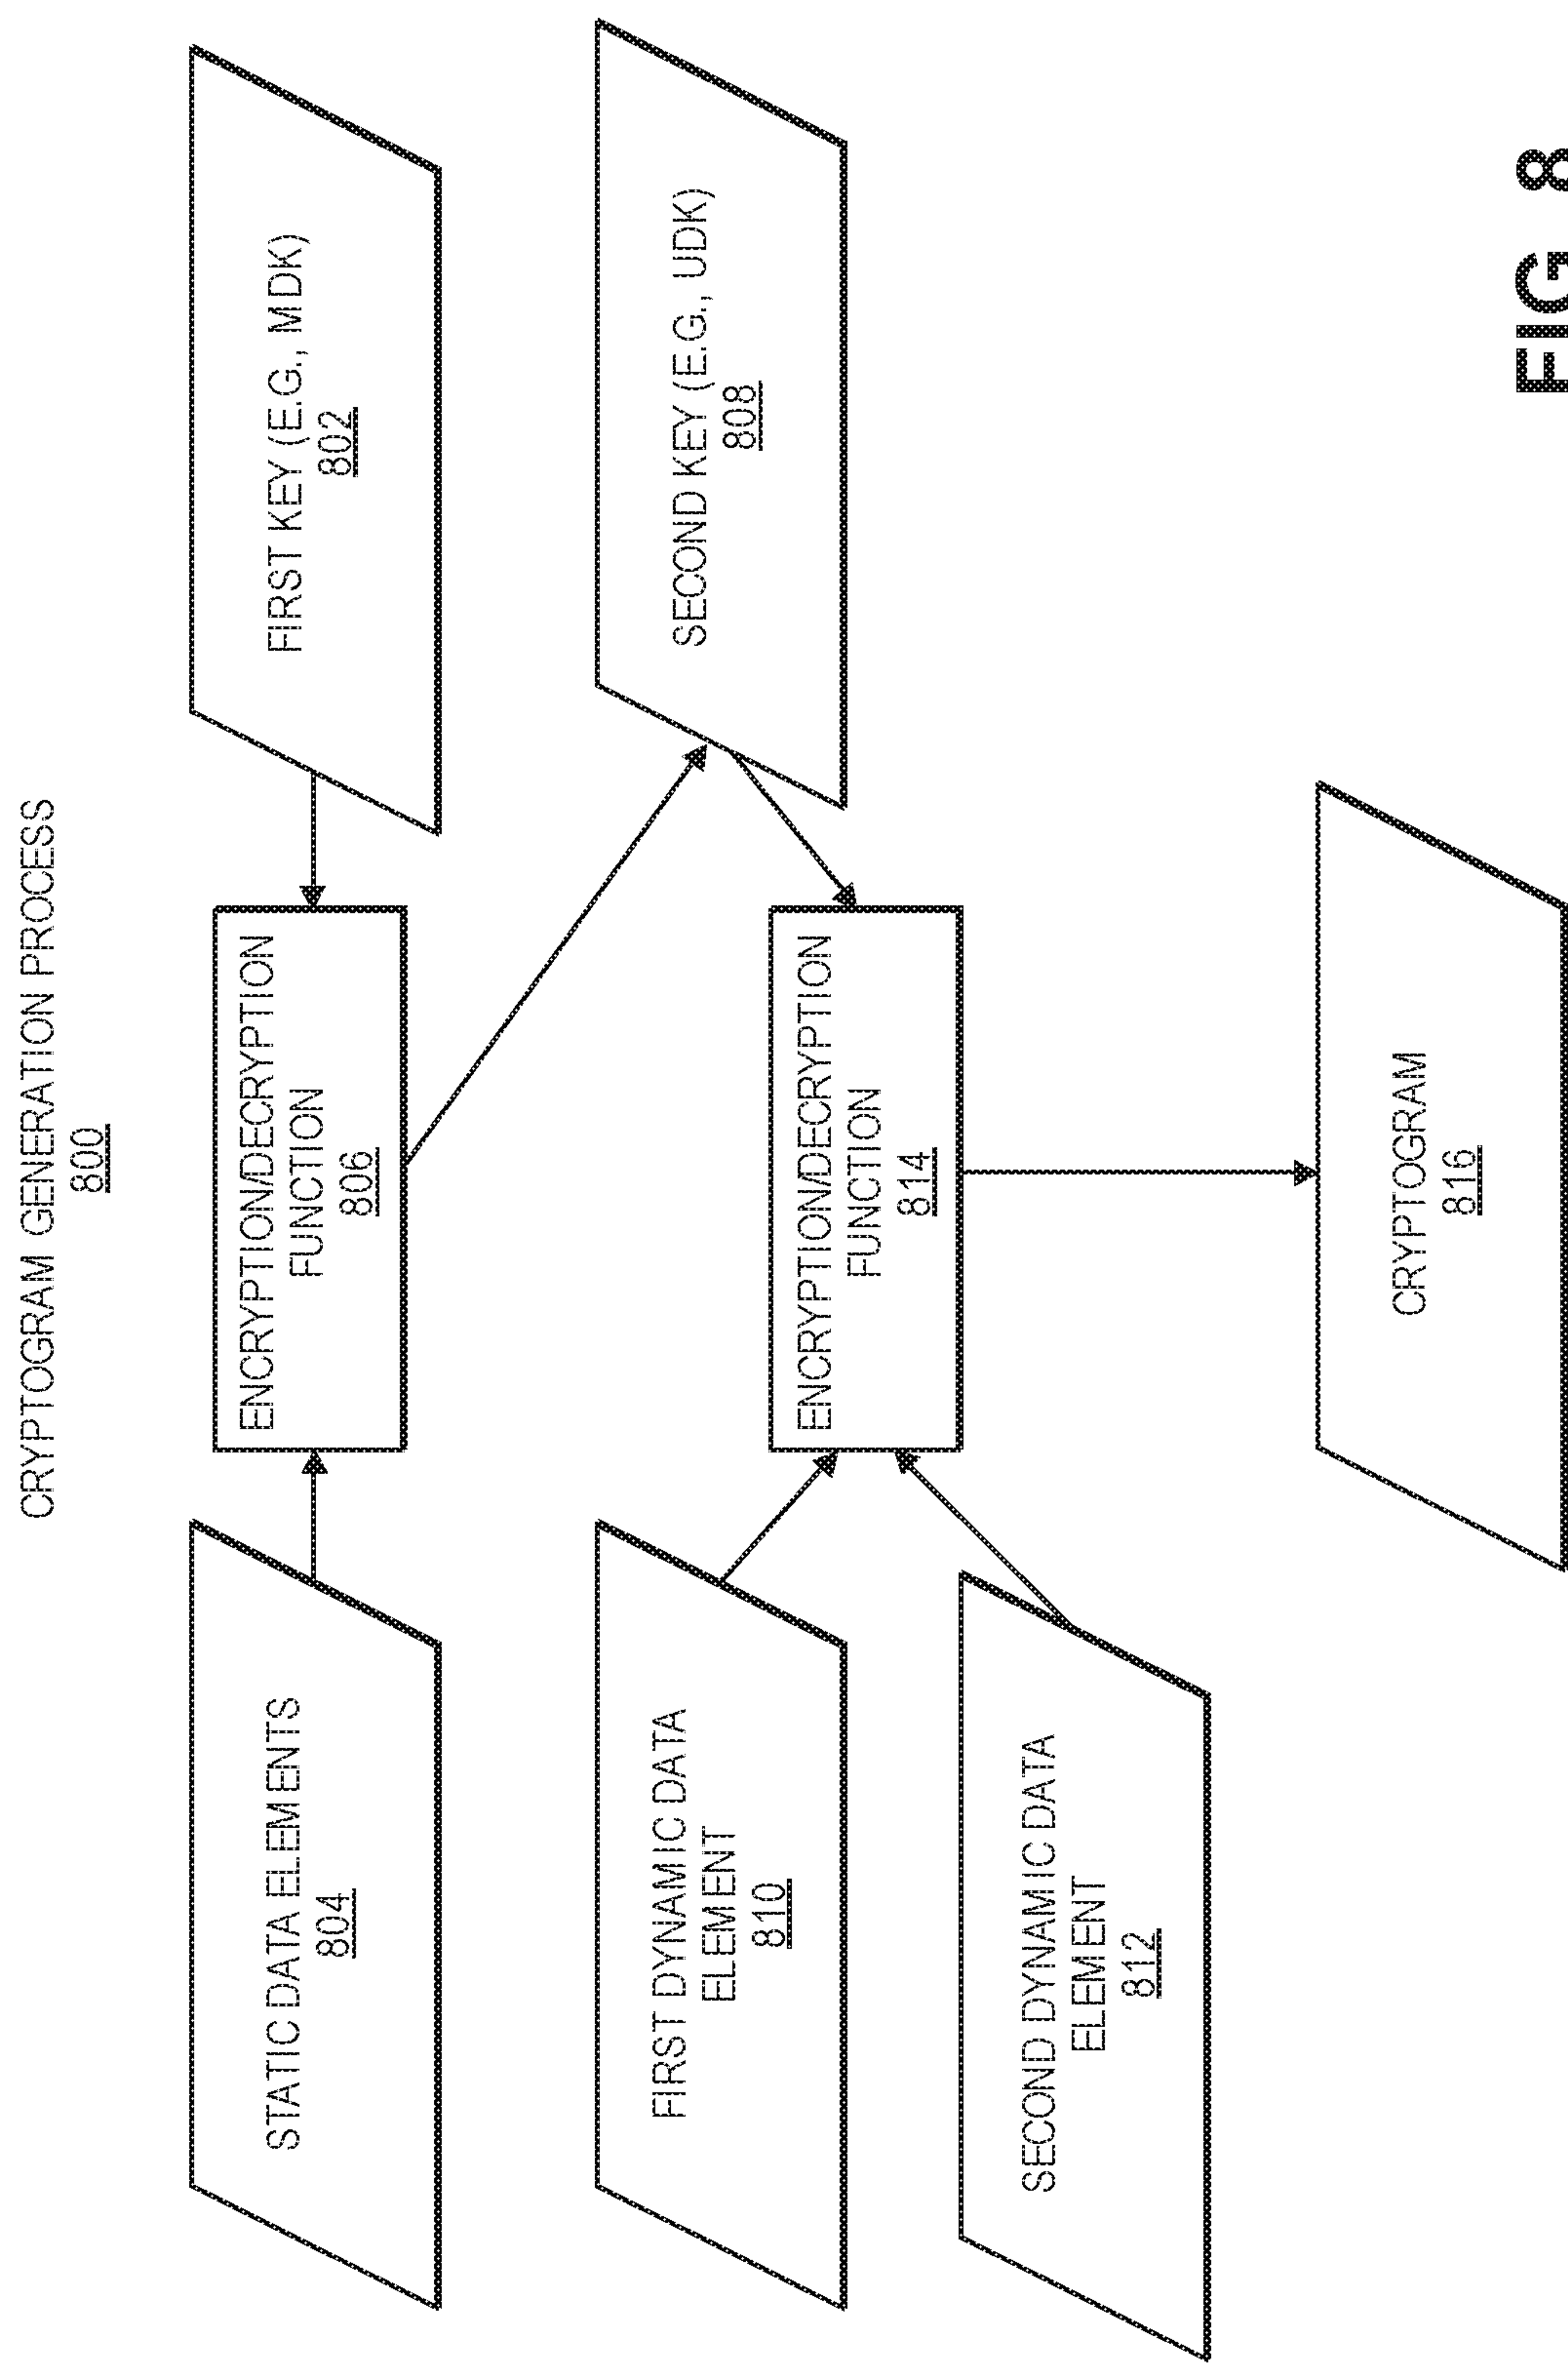 CRYPTOGRAM GENERATION PROCESS
800
STATIC DATA ELEMENTS
804
ENCRYPTION/DECRYPTION
FUNCTION
806
FIRST KEY (E.G., MDK)
802
FIRST DYNAMIC DATA
ELEMENT
810
SECOND KEY (E.G., UDK)
808
ENCRYPTION/DECRYPTION
FUNCTION
814
SECOND DYNAMIC DATA
ELEMENT
812
CRYPTOGRAM
816
FIG 8